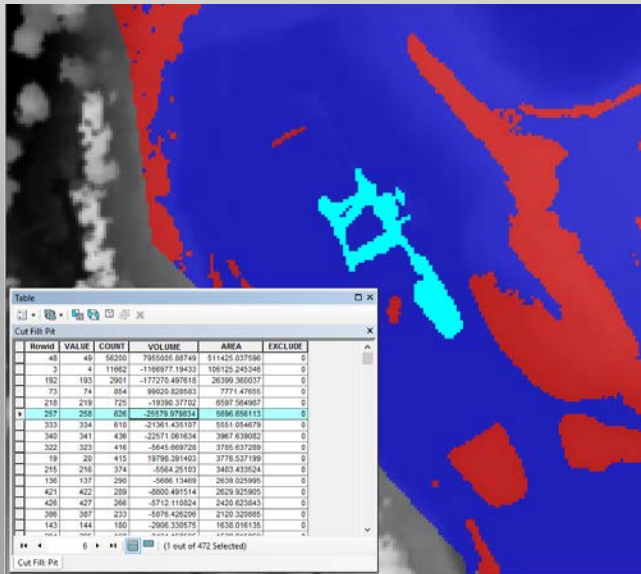 Table
Cut Fill: Pit
Rowid VALUE COUNT VOLUME AREA EXCLUDE
48 49 56200 7955005.88749 511425.037596 0
3 4 11662 -1166977.19433 106125.245346 0
192 193 2901 -177270.497618 26399.360037 0
73 74 854 99020.828583 7771.47655 0
218 219 725 -19390.37702 6597.564987 0
257 258 626 -25579.979834 5696.656113 0
333 334 610 -21361.435107 5551.054679 0
340 341 436 -22571.061634 3967.639082 0
322 323 416 -5645.669728 3785.637289 0
19 20 415 19798.391403 3776.537199 0
215 216 374 -5564.25103 3403.433524 0
136 137 290 -5686.13469 2639.025995 0
421 422 289 -8800.491514 2629.925905 0
426 427 266 -5712.110824 2420.623843 0
386 387 233 -5876.426206 2120.320885 0
143 144 180 -2906.330575 1638.016135 0
6 (1 out of 472 Selected)
Cut Fill: Pit